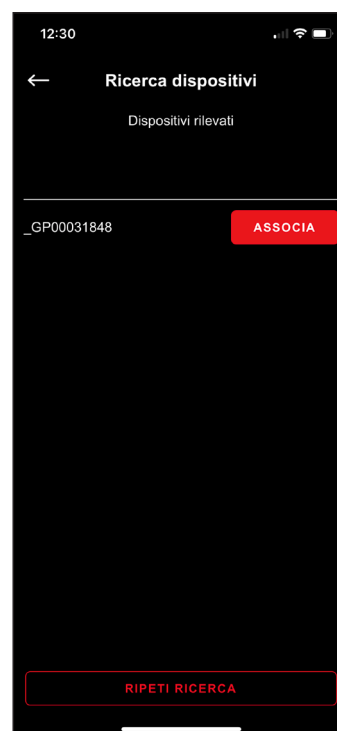 12:30
Ricerca dispositivi
Dispositivi rilevati
_GP00031848
ASSOCIA
RIPETI RICERCA